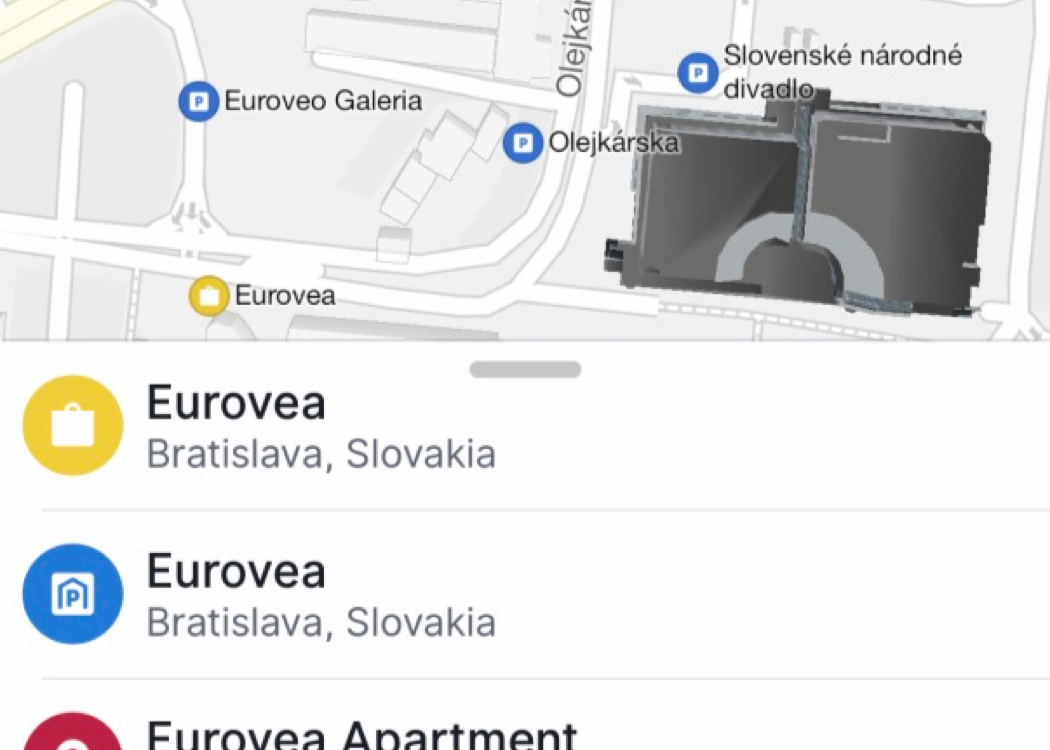 Olejkár
Slovenské národné
divadlo
P Euroveo Galeria
P Olejkárska
P
Eurovea
Eurovea
Bratislava, Slovakia
P Eurovea
Bratislava, Slovakia
Eurovea Apartment